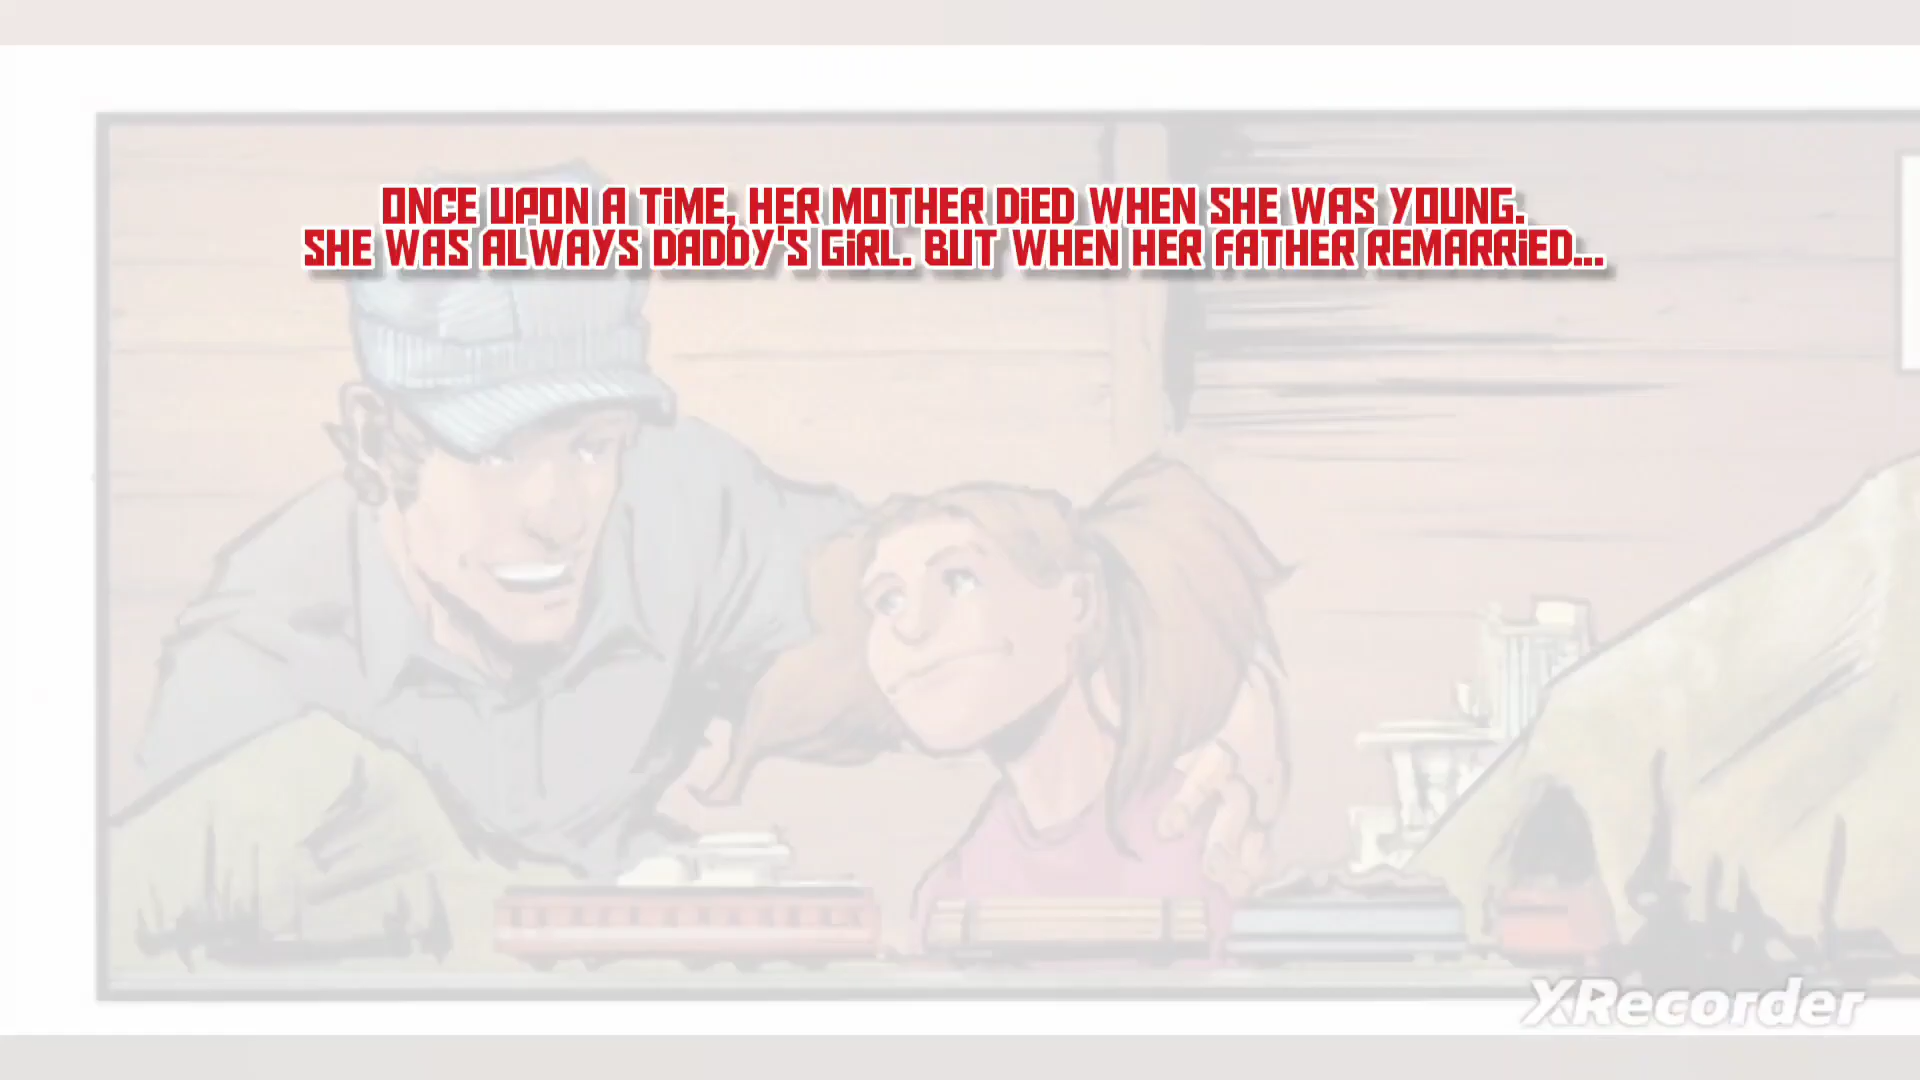 ONCE UPON A TiME, HER MOTHER DiED WHEN SHE WAS YOUNG.
SHE WAS ALWAYS DADDY'S GiRL. BUT WHEN HER FATHER REMARRiED...
XRecorder